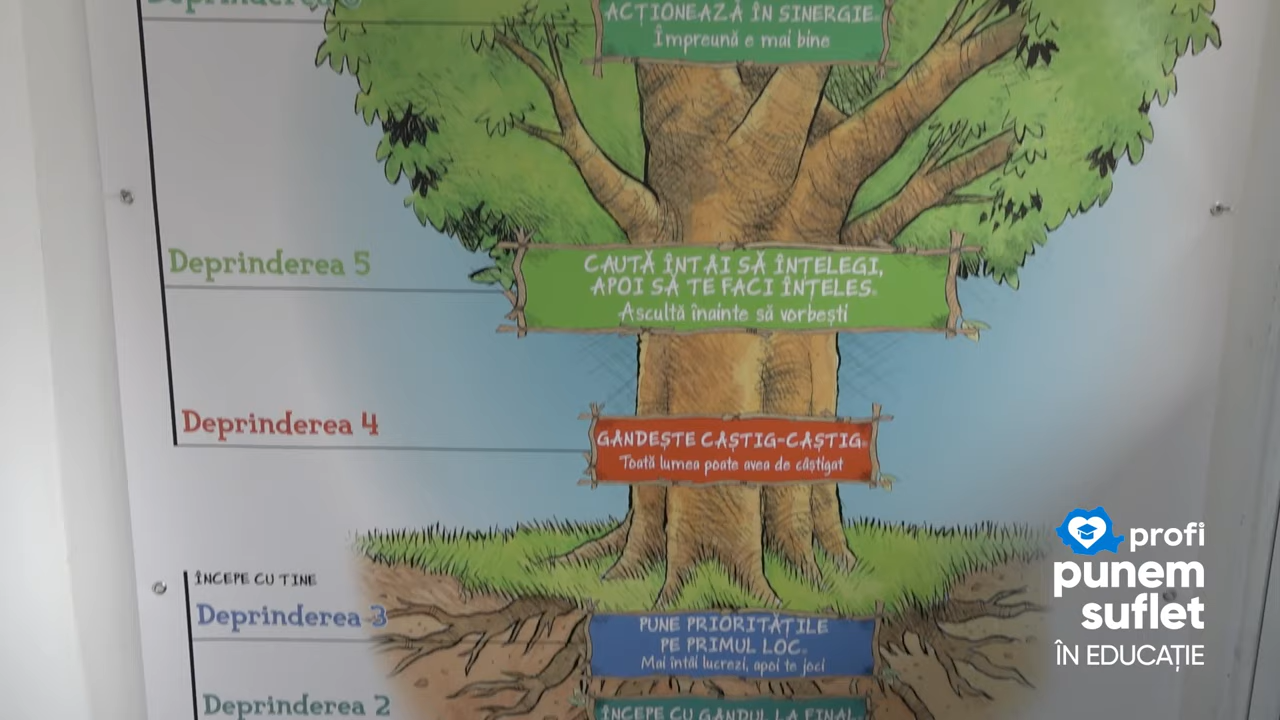 Deprinderea 6
ACȚIONEAZĂ ÎN SINERGIE®
Împreună e mai bine
Deprinderea 5
CAUTĂ ÎNTÂI SĂ ÎNȚELEGI,
APOI SĂ TE FACI ÎNȚELES®
Ascultă înainte să vorbești
Deprinderea 4
GÂNDEȘTE CÂȘTIG-CÂȘTIG®
Toată lumea poate avea de câștigat
ÎNCEPE CU TINE
Deprinderea 3
PUNE PRIORITĂȚILE
PE PRIMUL LOC®
Mai întâi lucrezi, apoi te joci
Deprinderea 2
ÎNCEPE CU GÂNDUL LA FINAL®
profi
punem
suflet
ÎN EDUCAȚIE